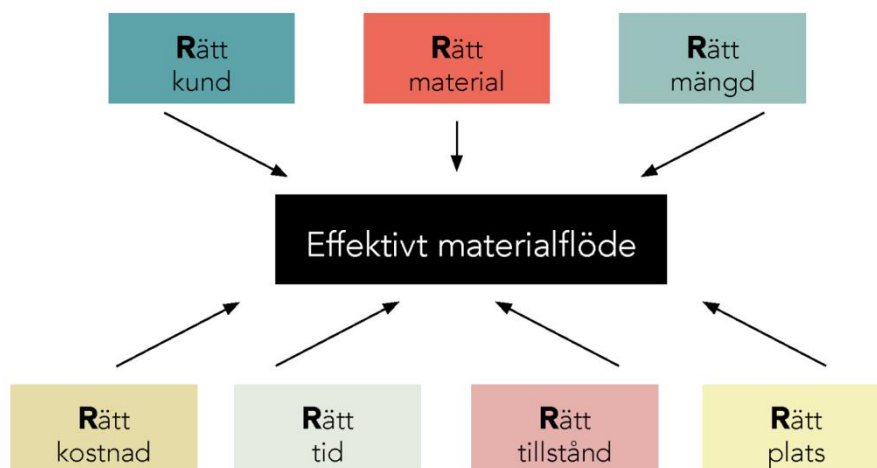 Rätt
kund
Rätt
material
Rätt
mängd
Effektivt materialflöde
Rätt
kostnad
Rätt
tid
Rätt
tillstånd
Rätt
plats